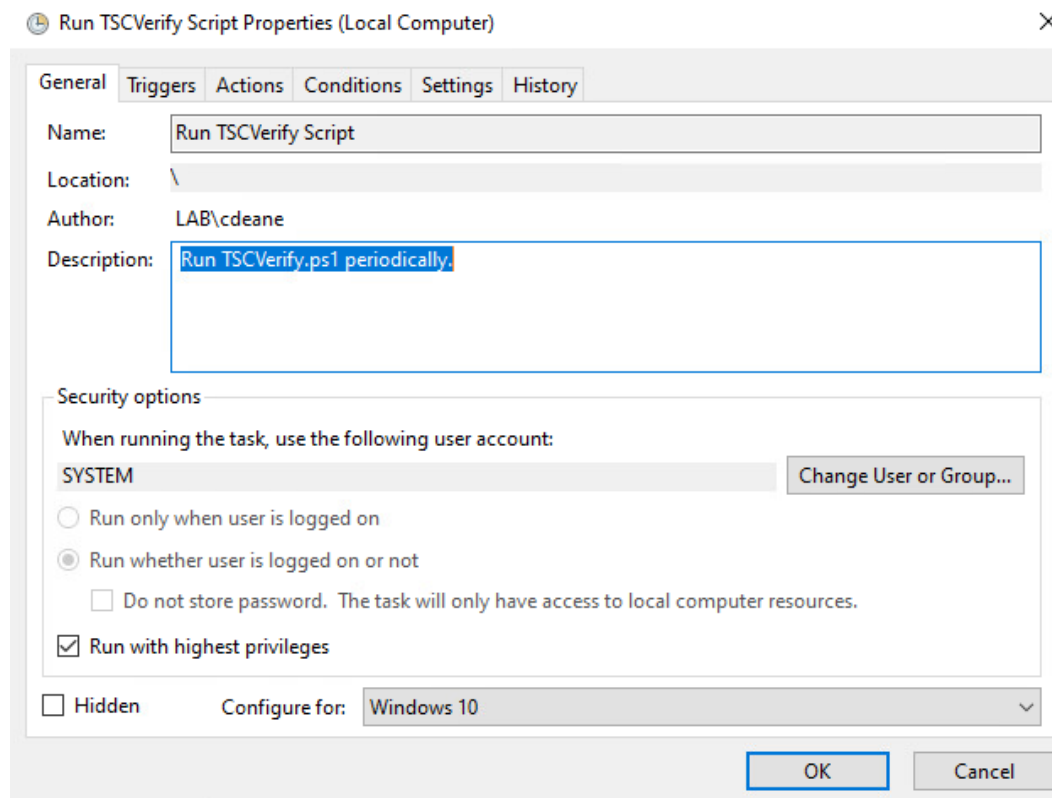 Run TSCVerify Script Properties (Local Computer)
General Triggers Actions Conditions Settings History
Name: Run TSCVerify Script
Location: \
Author: LAB\cdeane
Description: Run TSCVerify.ps1 periodically.
Security options
When running the task, use the following user account:
SYSTEM Change User or Group...
Run only when user is logged on
Run whether user is logged on or not
Do not store password. The task will only have access to local computer resources.
Run with highest privileges
Hidden Configure for: Windows 10
OK Cancel